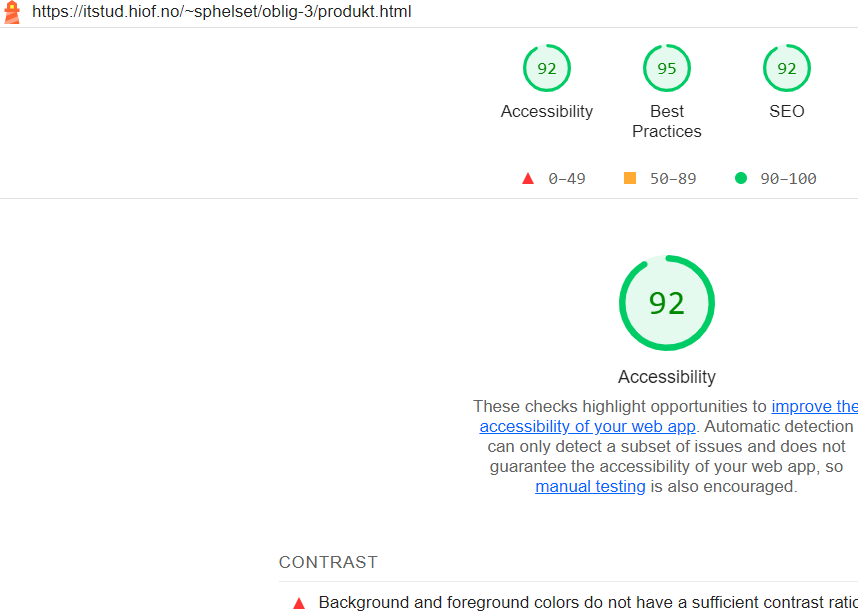 https://itstud.hiof.no/~sphelset/oblig-3/produkt.html
92 95 92
Accessibility Best Practices SEO
0–49 50–89 90–100
92
Accessibility
These checks highlight opportunities to improve the
accessibility of your web app. Automatic detection
can only detect a subset of issues and does not
guarantee the accessibility of your web app, so
manual testing is also encouraged.
CONTRAST
Background and foreground colors do not have a sufficient contrast ratio